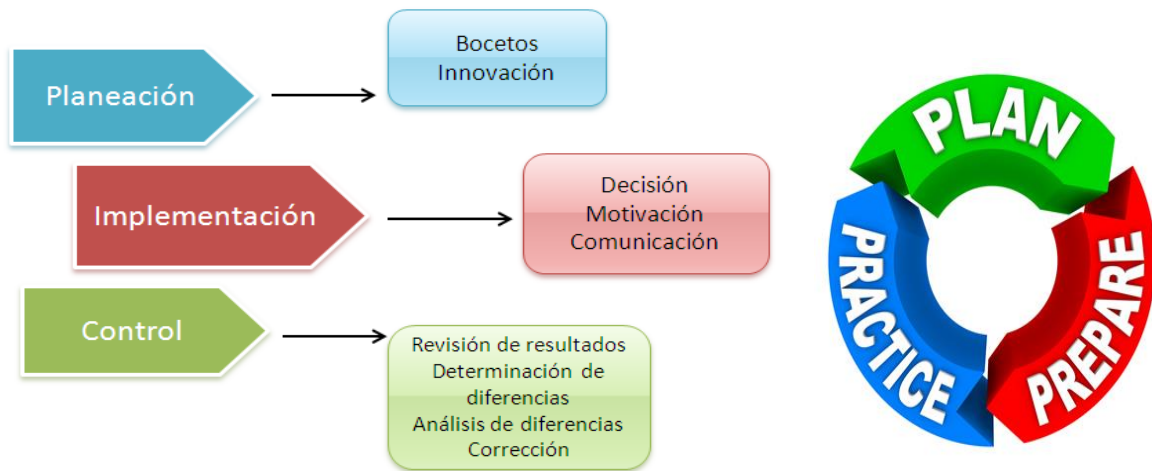 Planeación
Bocetos
Innovación
Implementación
Decisión
Motivación
Comunicación
Control
Revisión de resultados
Determinación de
diferencias
Análisis de diferencias
Corrección
PLAN
PREPARE
PRACTICE